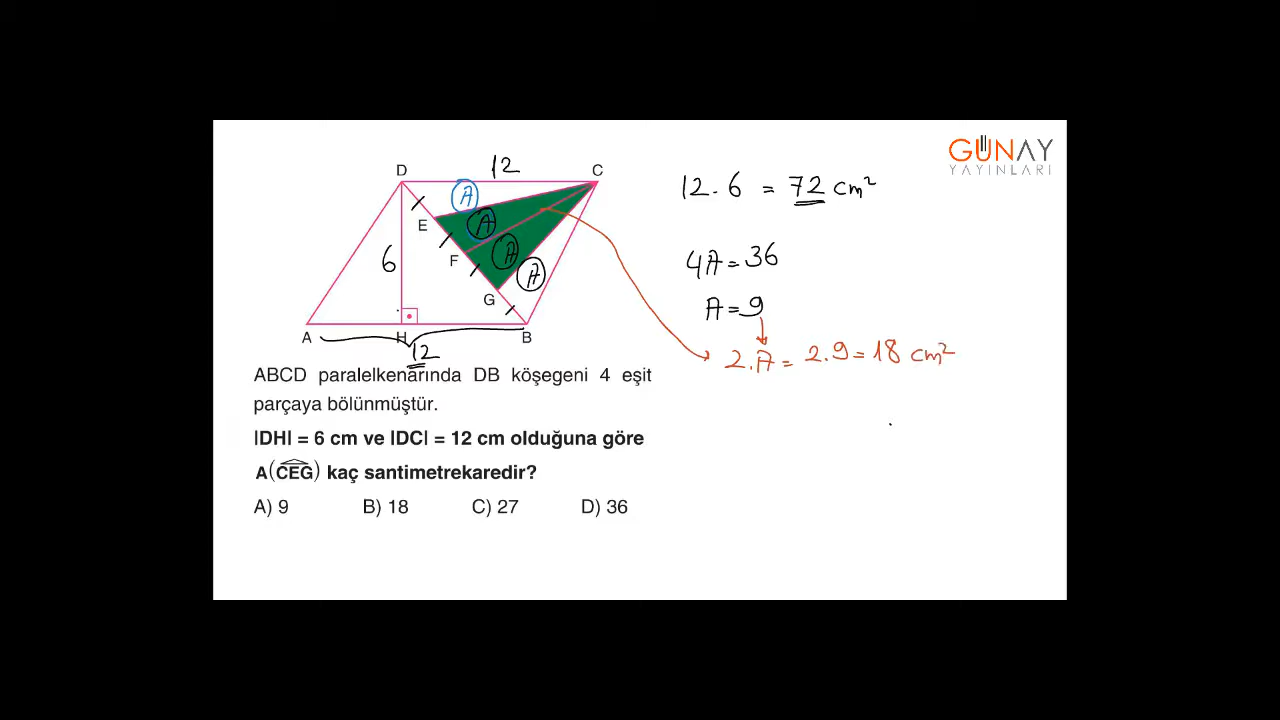 GÜNAY
YAYINLARI
D
12
C
12.6 = 72 cm²
A
E
A
6
F
A
4A = 36
A
G
A = 9
A
H
B
12
2.A = 2.9 = 18 cm²
ABCD paralelkenarında DB köşegeni 4 eşit
parçaya bölünmüştür.
|DH| = 6 cm ve |DC| = 12 cm olduğuna göre
A(CEG) kaç santimetrekaredir?
A) 9 B) 18 C) 27 D) 36